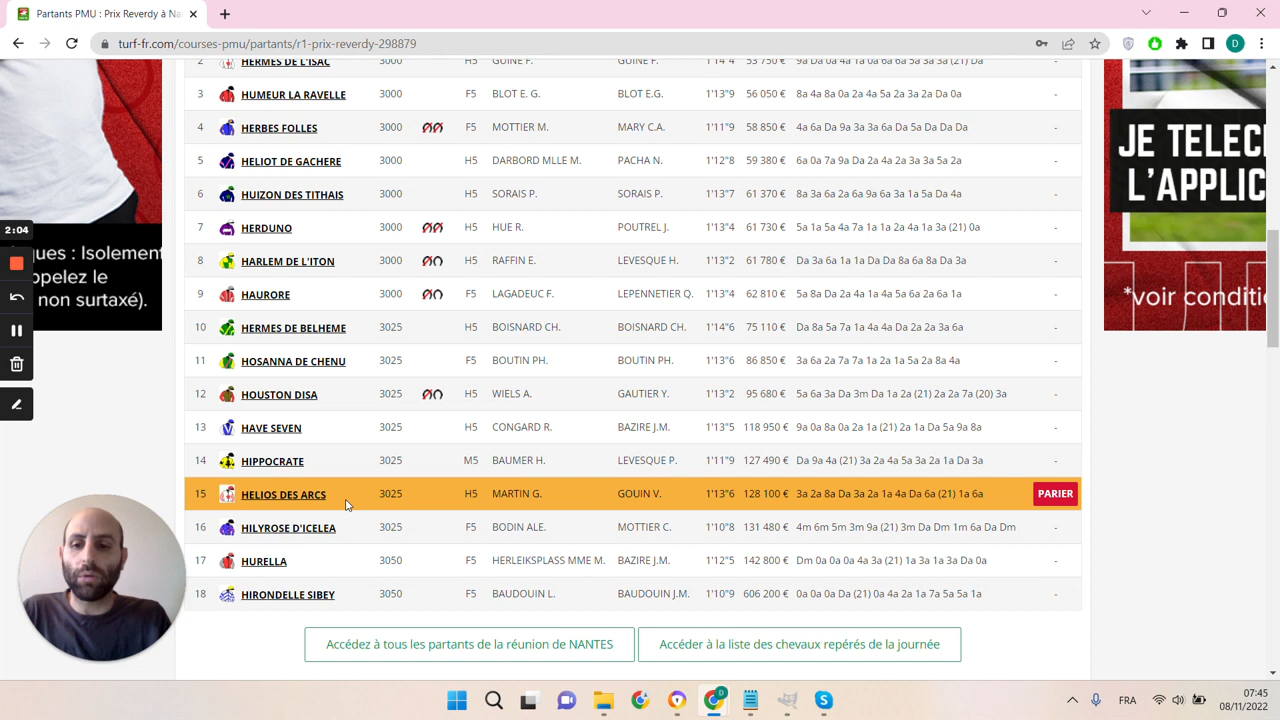 Partants PMU : Prix Reverdy à Na
turf-fr.com/courses-pmu/partants/r1-prix-reverdy-298879
D
2 HERMES DE L'ISAC 3000 H5 GUINE F. GUINE F. 1'14"4 53 750 € 9a Da 0a 4a 1a 0a 6a 6a 5a 3a 3a (21) Da -
3 HUMEUR LA RAVELLE 3000 F5 BLOT E. G. BLOT E.G. 1'13"9 56 050 € 8a 4a 8a 0a 2a 4a 5a 2a 3a 2a Da 0a -
4 HERBES FOLLES 3000 F5 MOTTIER M. MARY C.A. 1'11"9 58 850 € 4a 6a Da 8a 3a 3a 6a Da 5a Da Da Da -
5 HELIOT DE GACHERE 3000 H5 DARBORD MLLE M. PACHA N. 1'12"8 59 380 € 6a 0a 7a 9a Da 2a 4a 2a 3a 3a 5a 2a -
6 HUIZON DES TITHAIS 3000 H5 SORAIS P. SORAIS P. 1'13"7 61 370 € 8a 3a 6a 2a 6a 9a 6a 3a 1a 5a Da 4a -
7 HERDUNO 3000 H5 HUE R. POUTREL J. 1'13"4 61 730 € 5a 1a 5a 4a 7a 1a 1a 2a 4a 1a 3a (21) 0a -
8 HARLEM DE L'ITON 3000 H5 RAFFIN E. LEVESQUE H. 1'13"2 61 780 € Da 3a 6a 1a 1a Da Da 8a 6a 8a Da 3a -
9 HAURORE 3000 F5 LAGADEUC F. LEPENNETIER Q. 1'13"4 62 810 € 5a 8a Da 2a 4a 1a 4a 5a 6a 2a 6a 1a -
10 HERMES DE BELHEME 3025 H5 BOISNARD CH. BOISNARD CH. 1'14"6 75 110 € Da 8a 5a 7a 1a 4a 4a Da 2a 2a 3a 6a -
11 HOSANNA DE CHENU 3025 F5 BOUTIN PH. BOUTIN PH. 1'13"6 86 850 € 3a 6a 2a 7a 7a 1a 2a 1a 5a 2a 8a 4a -
12 HOUSTON DISA 3025 H5 WIELS A. GAUTIER Y. 1'13"2 95 680 € 5a 6a 3a Da 3m Da 1a 2a (21) 2a 2a 7a (20) 3a -
13 HAVE SEVEN 3025 H5 CONGARD R. BAZIRE J.M. 1'13"5 118 950 € 9a 0a 8a 0a 2a 1a (21) 2a 1a Da 5a 9a 8a -
14 HIPPOCRATE 3025 M5 BAUMER H. LEVESQUE P. 1'11"9 127 490 € Da 9a 4a (21) 3a 2a 4a 5a 3a 2a 1a Da 3a -
15 HELIOS DES ARCS 3025 H5 MARTIN G. GOUIN V. 1'13"6 128 100 € 3a 2a 8a Da 3a 2a 1a 4a Da 6a (21) 1a 6a PARIER
16 HILYROSE D'ICELEA 3025 F5 BODIN ALE. MOTTIER C. 1'10"8 131 480 € 4m 6m 5m 3m 9a (21) 3m Da Dm 1m 6a Da Dm -
17 HURELLA 3050 F5 HERLEIKSPLASS MME M. BAZIRE J.M. 1'12"5 142 800 € Dm 0a 0a 0a 4a 3a (21) 1a 3a 1a 3a Da 0a -
18 HIRONDELLE SIBEY 3050 F5 BAUDOUIN L. BAUDOUIN J.M. 1'10"9 606 200 € 0a 0a 0a Da (21) 0a 4a 2a 1a 7a 5a 5a 1a -
Accédez à tous les partants de la réunion de NANTES
Accéder à la liste des chevaux repérés de la journée
2:04
ques : Isolement
ppelez le
non surtaxé).
JE TELEC
L'APPLIC
*voir conditi
D
FRA
07:45
08/11/2022